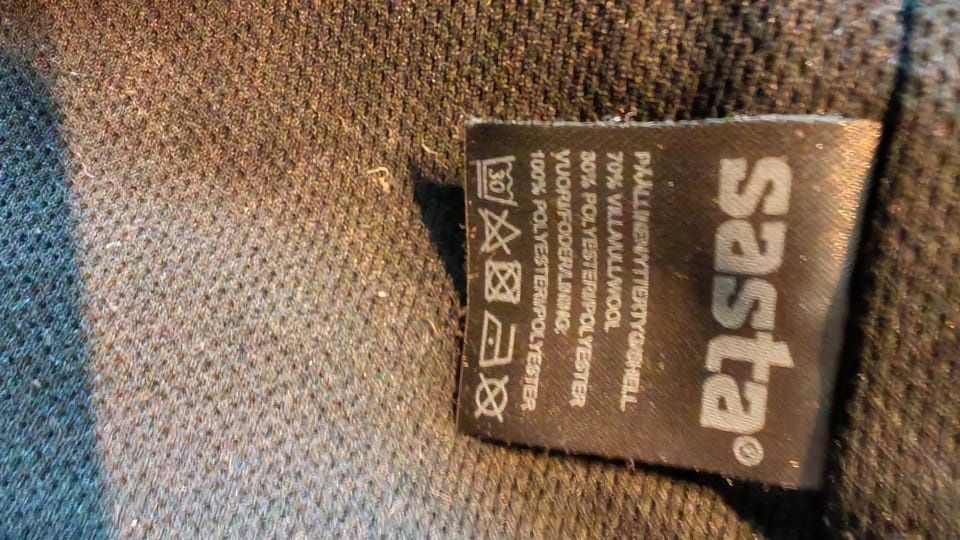 sasta®
PÄÄLLINEN/YTTERTYG/SHELL
70% VILLA/ULL/WOOL
30% POLYESTERI/POLYESTER
VUORI/FODER/LINING:
100% POLYESTERI/POLYESTER
30